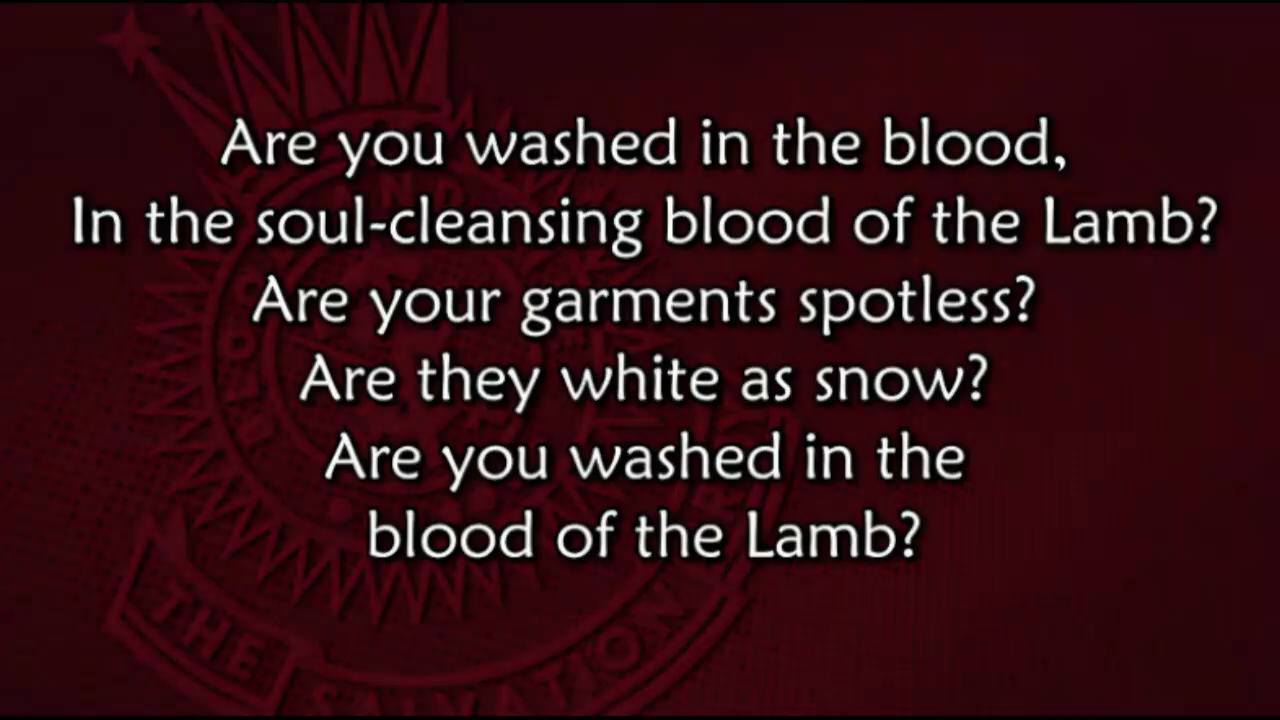 Are you washed in the blood,
In the soul-cleansing blood of the Lamb?
Are your garments spotless?
Are they white as snow?
Are you washed in the
blood of the Lamb?
THE SALVATION